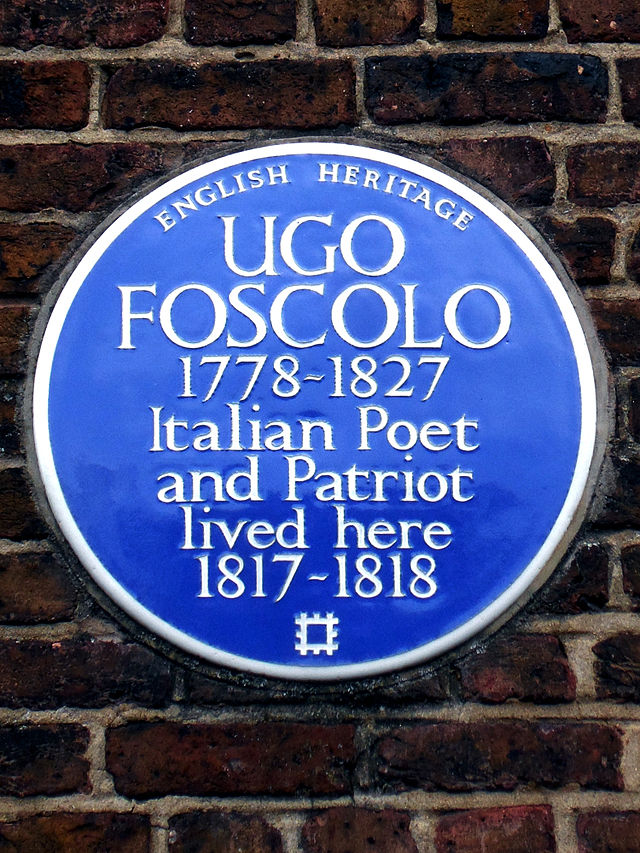 ENGLISH HERITAGE
UGO
FOSCOLO
1778-1827
Italian Poet
and Patriot
lived here
1817-1818